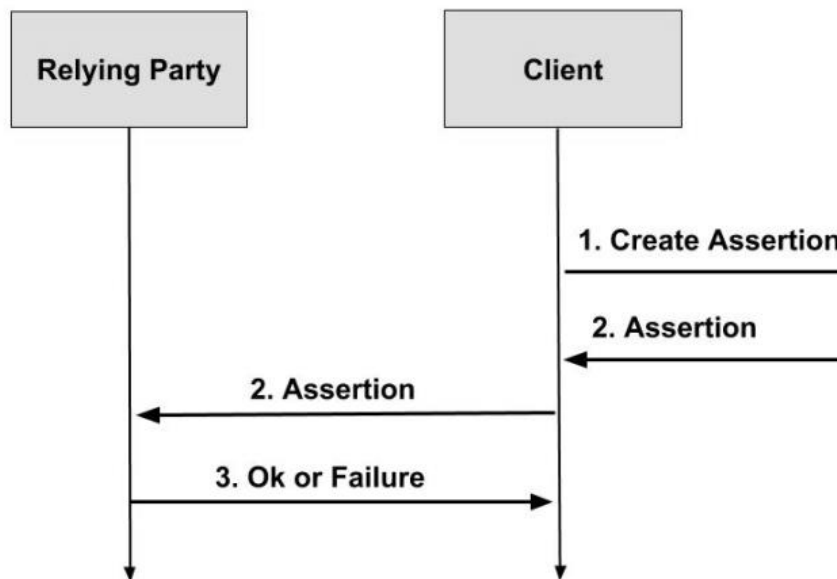 Relying Party
Client
1. Create Assertion
2. Assertion
2. Assertion
3. Ok or Failure